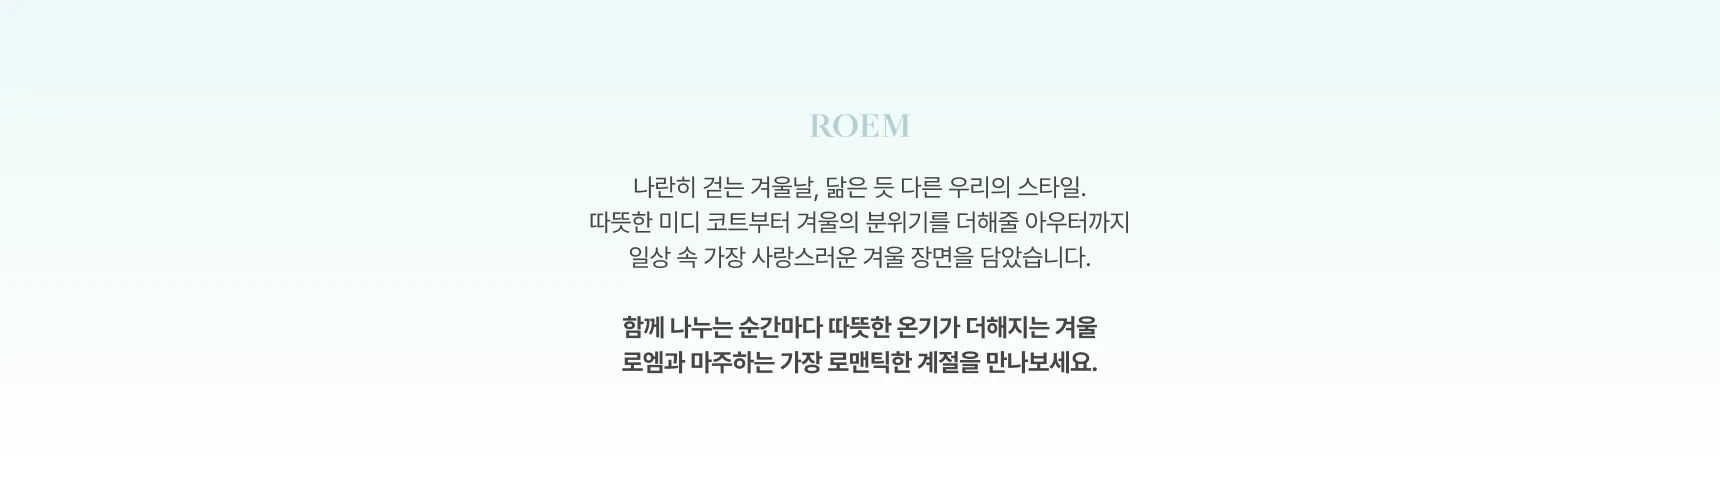 ROEM
나란히 걷는 겨울날, 닮은 듯 다른 우리의 스타일.
따뜻한 미디 코트부터 겨울의 분위기를 더해줄 아우터까지
일상 속 가장 사랑스러운 겨울 장면을 담았습니다.
함께 나누는 순간마다 따뜻한 온기가 더해지는 겨울
로엠과 마주하는 가장 로맨틱한 계절을 만나보세요.